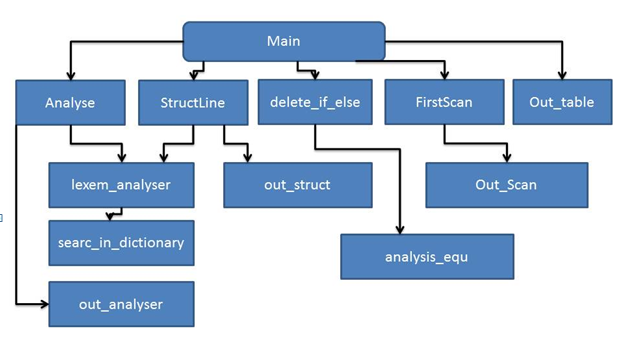 Main
Analyse
StructLine
delete_if_else
FirstScan
Out_table
lexem_analyser
out_struct
Out_Scan
searc_in_dictionary
analysis_equ
out_analyser